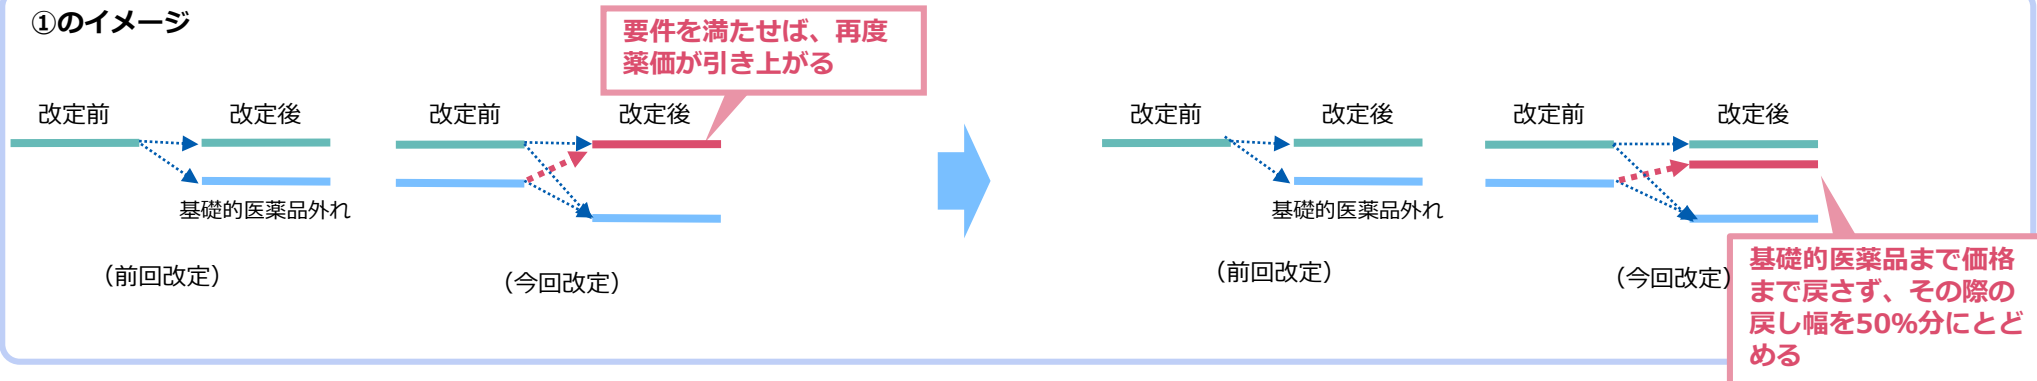 ①のイメージ
要件を満たせば、再度
薬価が引き上がる
改定前
改定後
改定前
改定後
基礎的医薬品外れ
（前回改定）
（今回改定）
改定前
改定後
改定前
改定後
基礎的医薬品外れ
（前回改定）
（今回改定）
基礎的医薬品まで価格
まで戻さず、その際の
戻し幅を50%分にとど
める